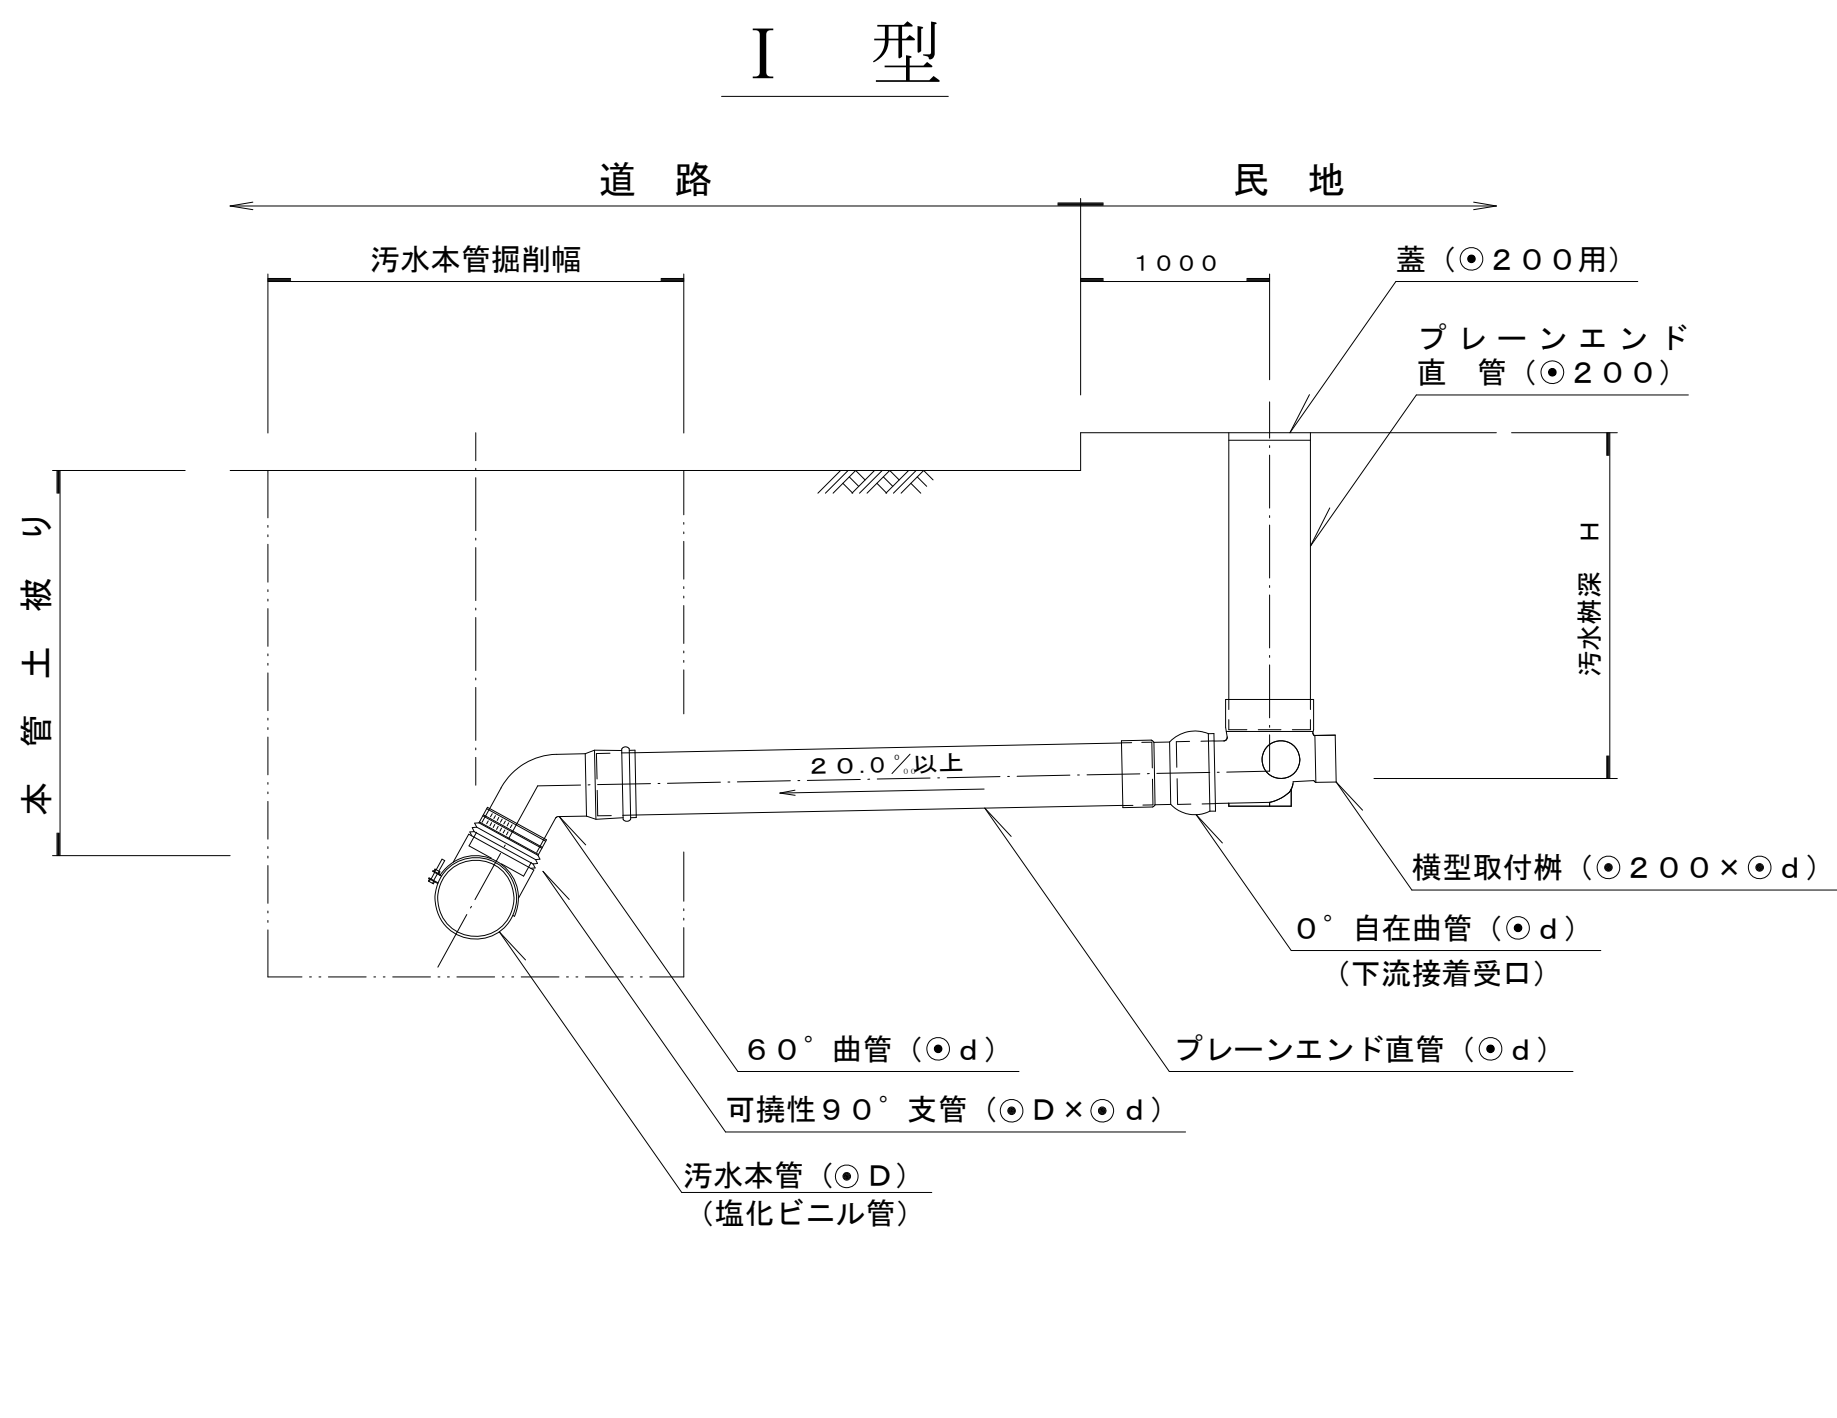 Ⅰ　型
道　路
民　地
汚水本管掘削幅
１０００
蓋（⦿２００用）
プレーンエンド
直　管（⦿２００）
本管土被り
汚水桝深　Ｈ
２０.０‰以上
横型取付桝（⦿２００×⦿ｄ）
０°自在曲管（⦿ｄ）
（下流接着受口）
６０°曲管（⦿ｄ）
プレーンエンド直管（⦿ｄ）
可撓性９０°支管（⦿Ｄ×⦿ｄ）
汚水本管（⦿Ｄ）
（塩化ビニル管）